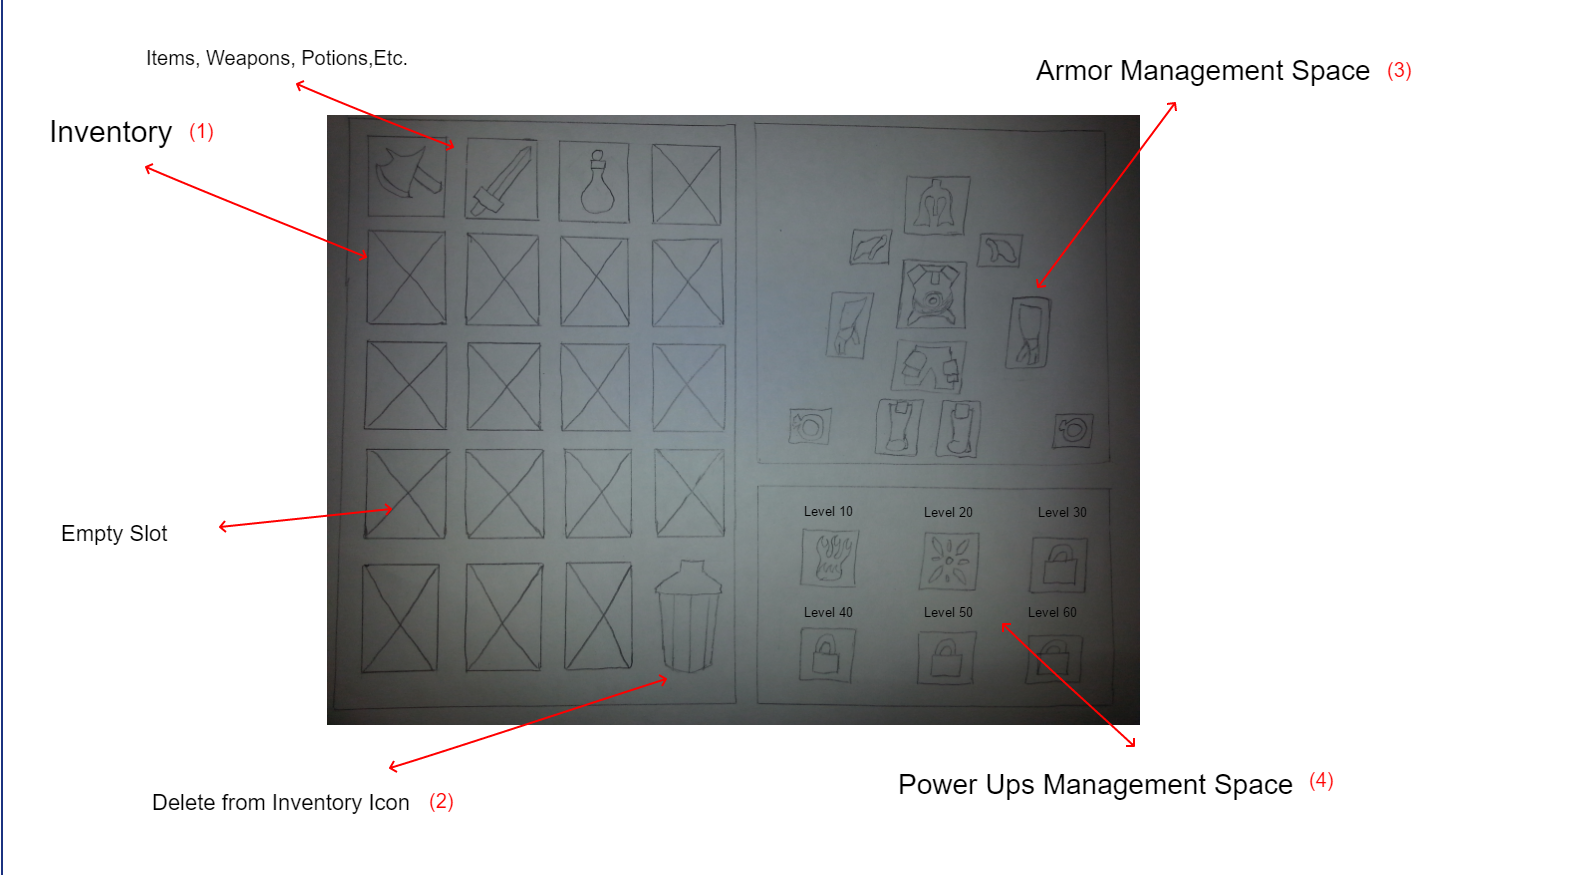 Items, Weapons, Potions,Etc.
Armor Management Space (3)
Inventory (1)
Empty Slot
Level 10 Level 20 Level 30
Level 40 Level 50 Level 60
Power Ups Management Space (4)
Delete from Inventory Icon (2)